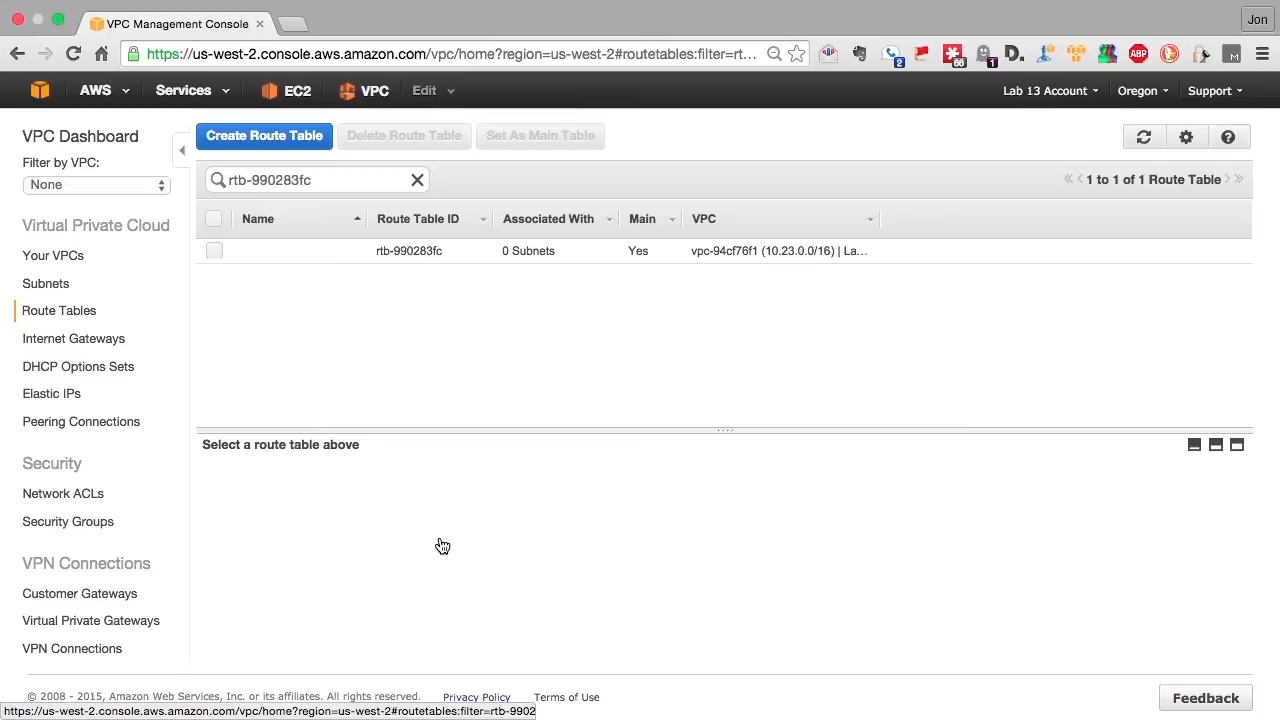 VPC Management Console
Jon
https://us-west-2.console.aws.amazon.com/vpc/home?region=us-west-2#routetables:filter=rt...
2
66
1
D.
ABP
M
AWS Services EC2 VPC Edit Lab 13 Account Oregon Support
VPC Dashboard
Filter by VPC:
None
Virtual Private Cloud
Your VPCs
Subnets
Route Tables
Internet Gateways
DHCP Options Sets
Elastic IPs
Peering Connections
Security
Network ACLs
Security Groups
VPN Connections
Customer Gateways
Virtual Private Gateways
VPN Connections
Create Route Table Delete Route Table Set As Main Table
rtb-990283fc 1 to 1 of 1 Route Table
Name Route Table ID Associated With Main VPC
rtb-990283fc 0 Subnets Yes vpc-94cf76f1 (10.23.0.0/16) | La...
Select a route table above
© 2008 - 2015, Amazon Web Services, Inc. or its affiliates. All rights reserved. Privacy Policy Terms of Use
Feedback
https://us-west-2.console.aws.amazon.com/vpc/home?region=us-west-2#routetables:filter=rtb-9902